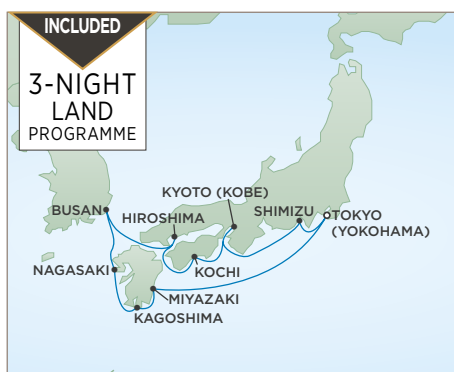 INCLUDED
3-NIGHT
LAND
PROGRAMME
KYOTO (KOBE)
BUSAN
HIROSHIMA
SHIMIZU
TOKYO
(YOKOHAMA)
NAGASAKI
KOCHI
MIYAZAKI
KAGOSHIMA